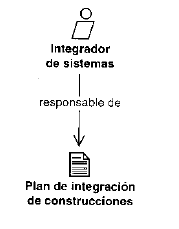 Integrador
de sistemas
responsable de
Plan de integración
de construcciones